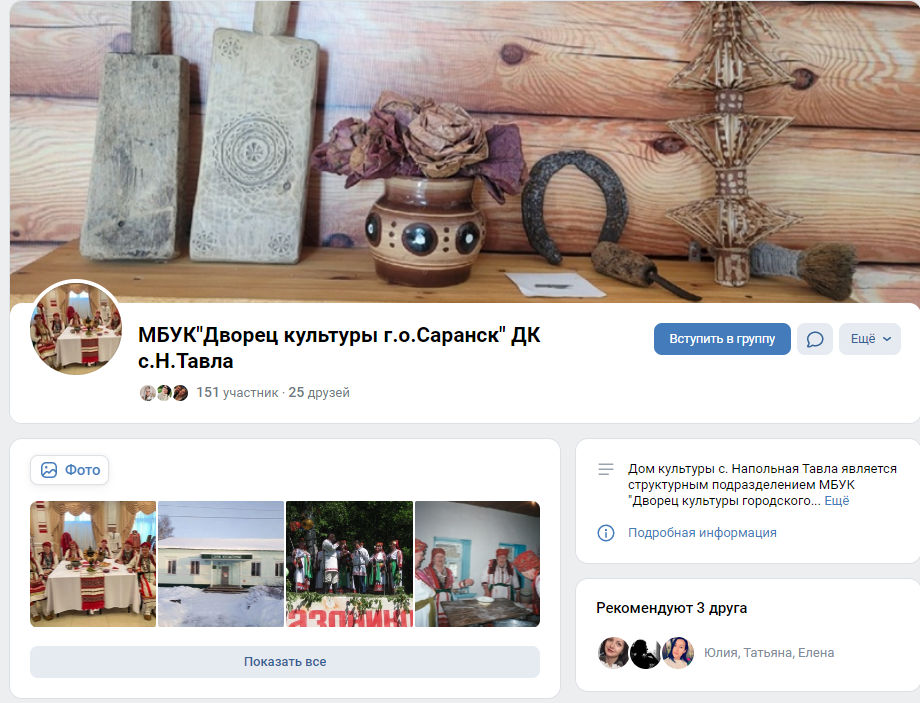 МБУК"Дворец культуры г.о.Саранск" ДК
с.Н.Тавла
151 участник · 25 друзей
Вступить в группу
Ещё
Фото
Показать все
Дом культуры с. Напольная Тавла является
структурным подразделением МБУК
"Дворец культуры городского... Ещё
Подробная информация
Рекомендуют 3 друга
Юлия, Татьяна, Елена